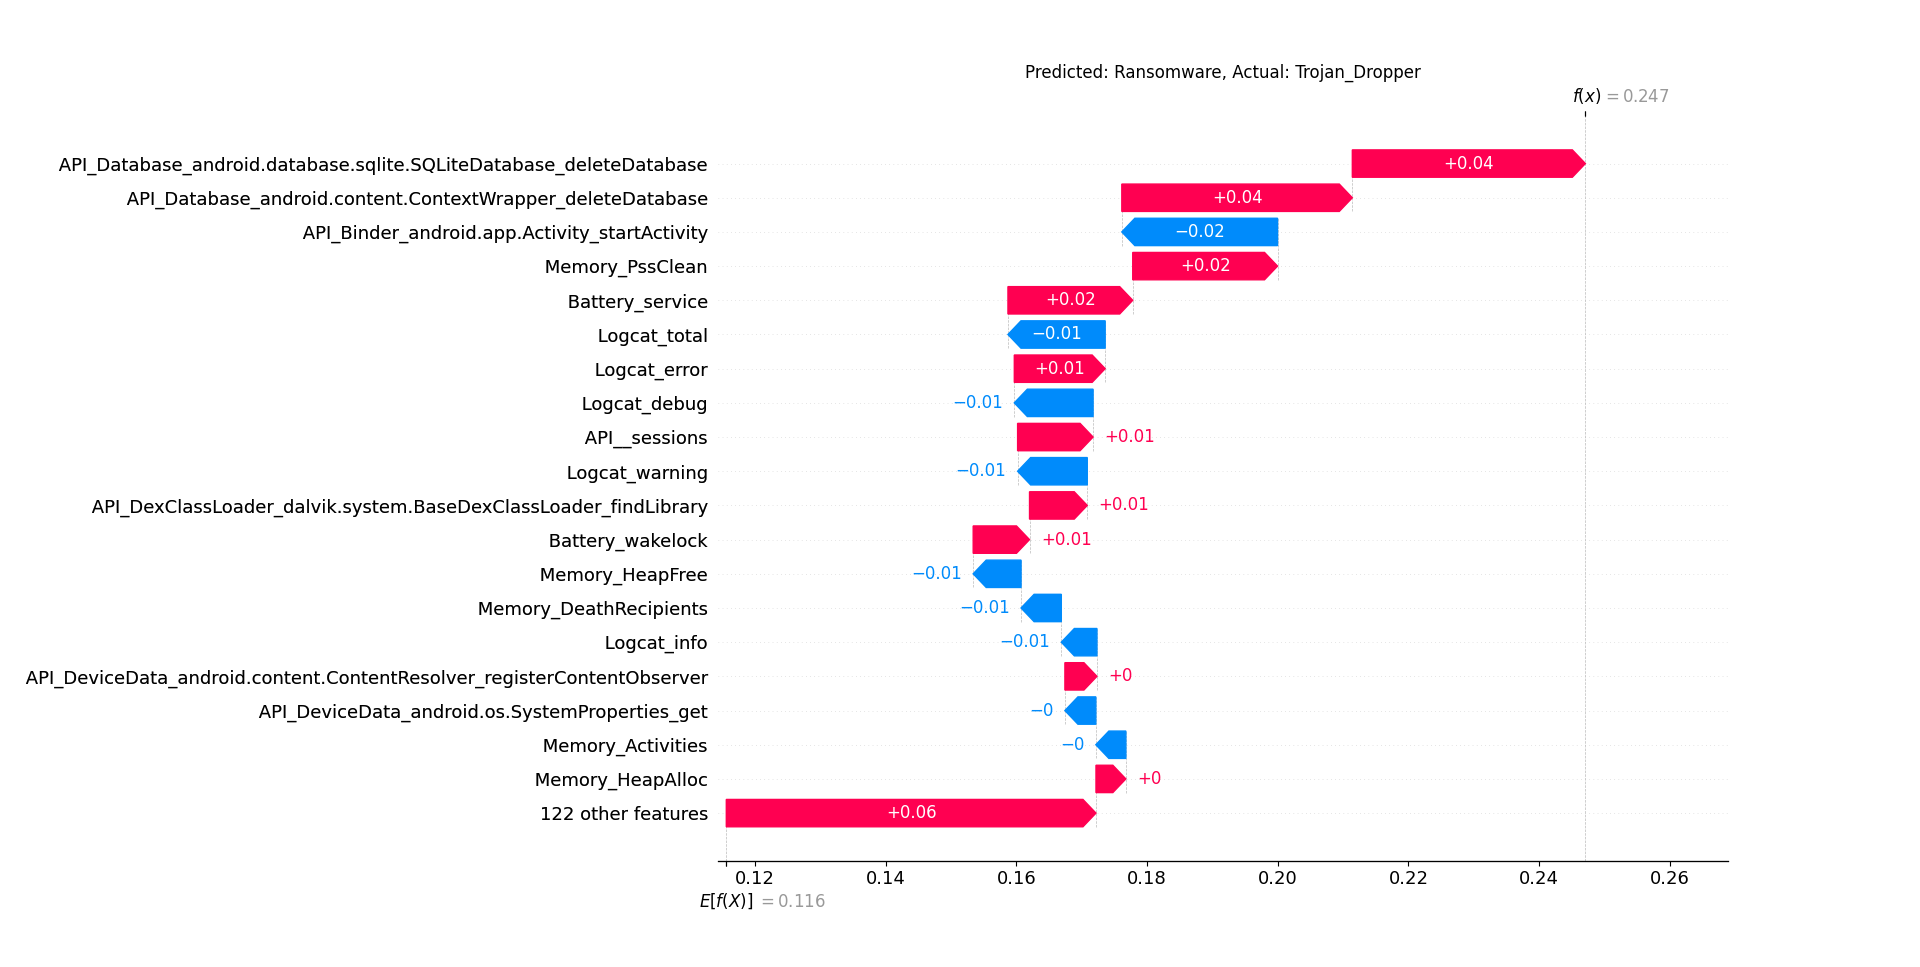 Predicted: Ransomware, Actual: Trojan_Dropper
f(x) = 0.247
API_Database_android.database.sqlite.SQLiteDatabase_deleteDatabase +0.04
API_Database_android.content.ContextWrapper_deleteDatabase +0.04
API_Binder_android.app.Activity_startActivity −0.02
Memory_PssClean +0.02
Battery_service +0.02
Logcat_total −0.01
Logcat_error +0.01
Logcat_debug −0.01
API__sessions +0.01
Logcat_warning −0.01
API_DexClassLoader_dalvik.system.BaseDexClassLoader_findLibrary +0.01
Battery_wakelock +0.01
Memory_HeapFree −0.01
Memory_DeathRecipients −0.01
Logcat_info −0.01
API_DeviceData_android.content.ContentResolver_registerContentObserver +0
API_DeviceData_android.os.SystemProperties_get −0
Memory_Activities −0
Memory_HeapAlloc +0
122 other features +0.06
0.12 0.14 0.16 0.18 0.20 0.22 0.24 0.26
E[f(X)] = 0.116